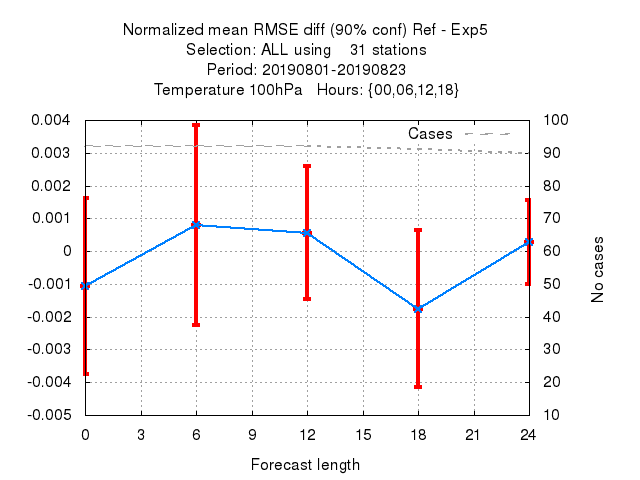 Normalized mean RMSE diff (90% conf) Ref - Exp5
Selection: ALL using 31 stations
Period: 20190801-20190823
Temperature 100hPa Hours: {00,06,12,18}
Cases
0.004
0.003
0.002
0.001
0
-0.001
-0.002
-0.003
-0.004
-0.005
100
90
80
70
60
50
40
30
20
10
No cases
0 3 6 9 12 15 18 21 24
Forecast length